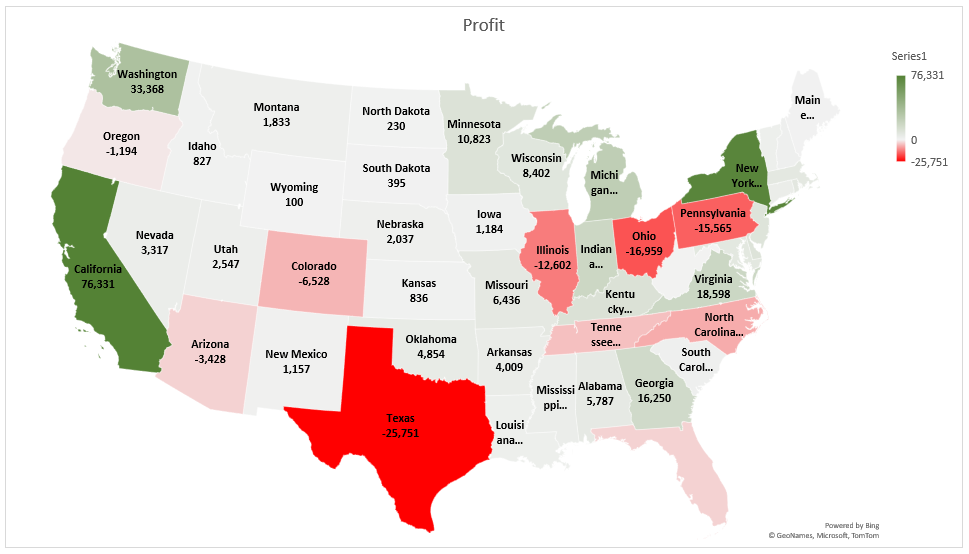 Profit
Series1
76,331
0
-25,751
Washington
33,368
Oregon
-1,194
California
76,331
Nevada
3,317
Idaho
827
Montana
1,833
Wyoming
100
Utah
2,547
Arizona
-3,428
Colorado
-6,528
New Mexico
1,157
North Dakota
230
South Dakota
395
Nebraska
2,037
Kansas
836
Oklahoma
4,854
Texas
-25,751
Minnesota
10,823
Iowa
1,184
Missouri
6,436
Arkansas
4,009
Louisi
ana...
Wisconsin
8,402
Illinois
-12,602
Michi
gan...
Indian
a...
Ohio
-16,959
Kentu
cky...
Tenne
ssee...
Mississi
ppi...
Alabama
5,787
Georgia
16,250
South
Carol...
North
Carolina...
Virginia
18,598
Pennsylvania
-15,565
New
York...
Main
e...
Powered by Bing
© GeoNames, Microsoft, TomTom